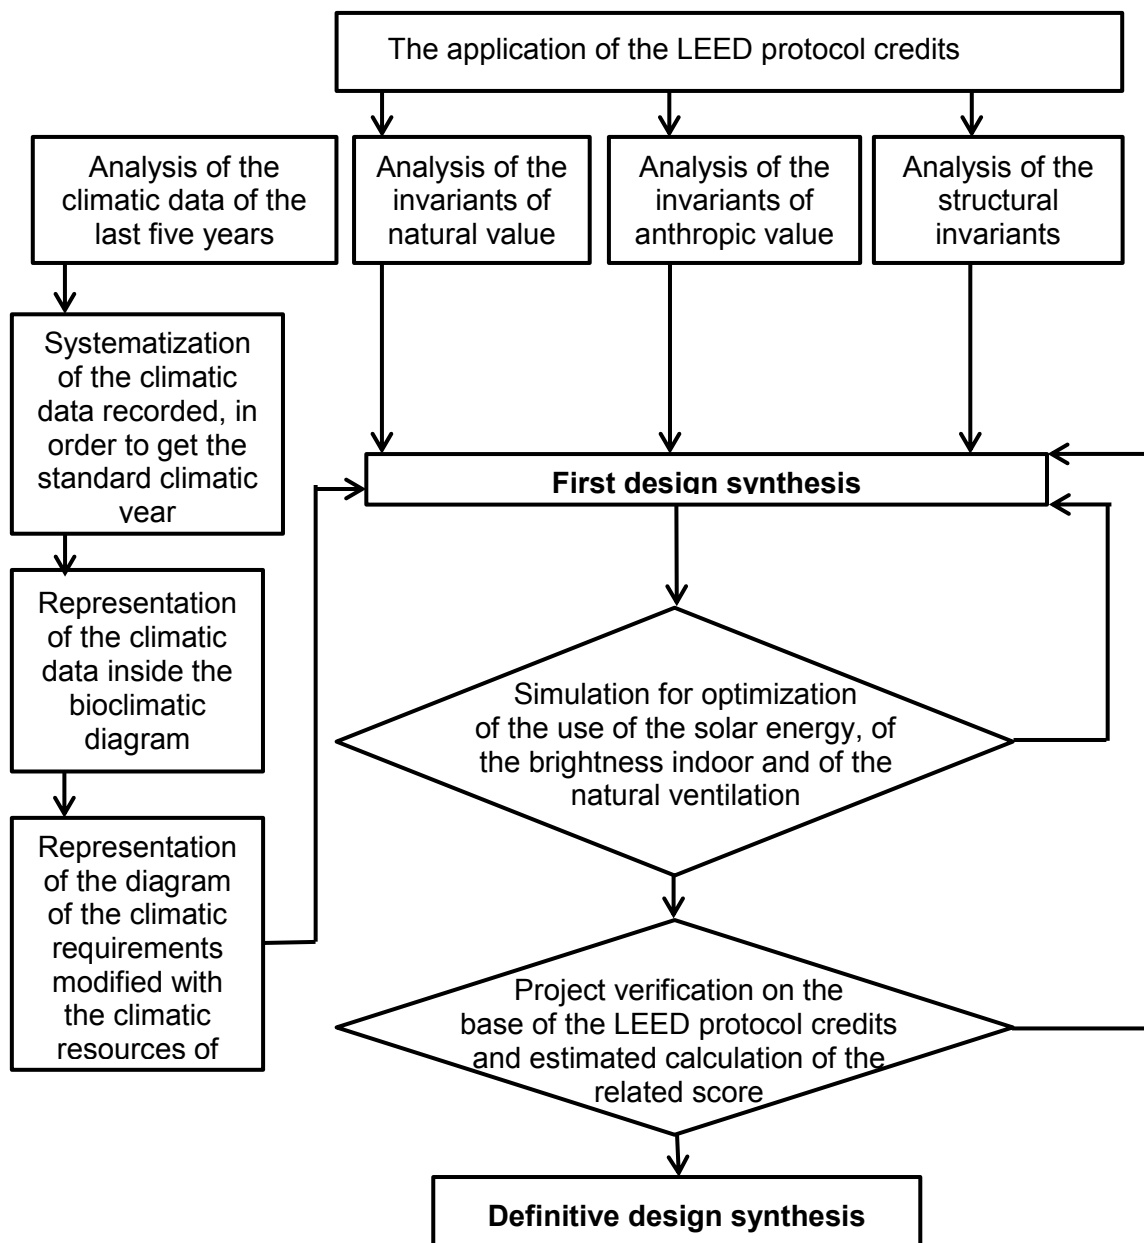 The application of the LEED protocol credits
Analysis of the
climatic data of the
last five years
Analysis of the
invariants of
natural value
Analysis of the
invariants of
anthropic value
Analysis of the
structural
invariants
Systematization
of the climatic
data recorded, in
order to get the
standard climatic
year
First design synthesis
Representation
of the climatic
data inside the
bioclimatic
diagram
Simulation for optimization
of the use of the solar energy, of
the brightness indoor and of the
natural ventilation
Representation
of the diagram
of the climatic
requirements
modified with
the climatic
resources of
Project verification on the
base of the LEED protocol credits
and estimated calculation of the
related score
Definitive design synthesis